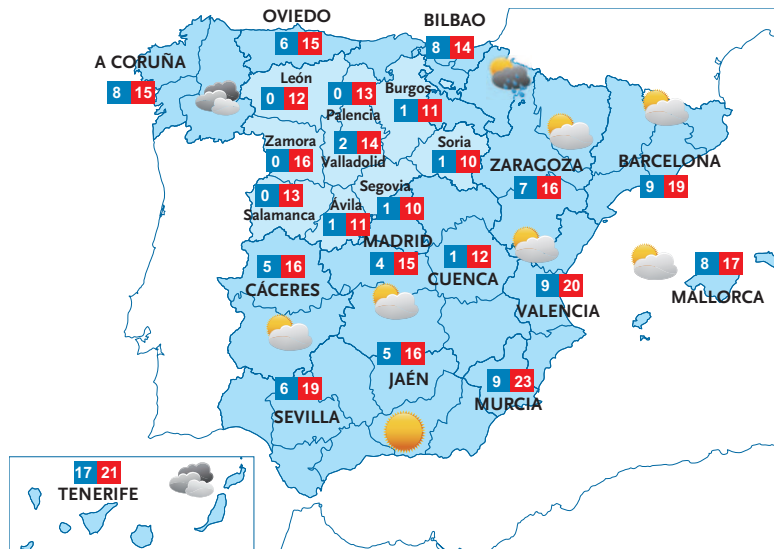 OVIEDO
6 15
BILBAO
8 14
A CORUÑA
8 15
León
0 12
0 13
Palencia
Burgos
1 11
Zamora
0 16
2 14
Valladolid
Soria
1 10
ZARAGOZA
7 16
BARCELONA
9 19
0 13
Salamanca
Ávila
1 11
Segovia
1 10
MADRID
4 15
1 12
CUENCA
5 16
CÁCERES
9 20
VALENCIA
8 17
MALLORCA
5 16
JAÉN
6 19
SEVILLA
9 23
MURCIA
17 21
TENERIFE